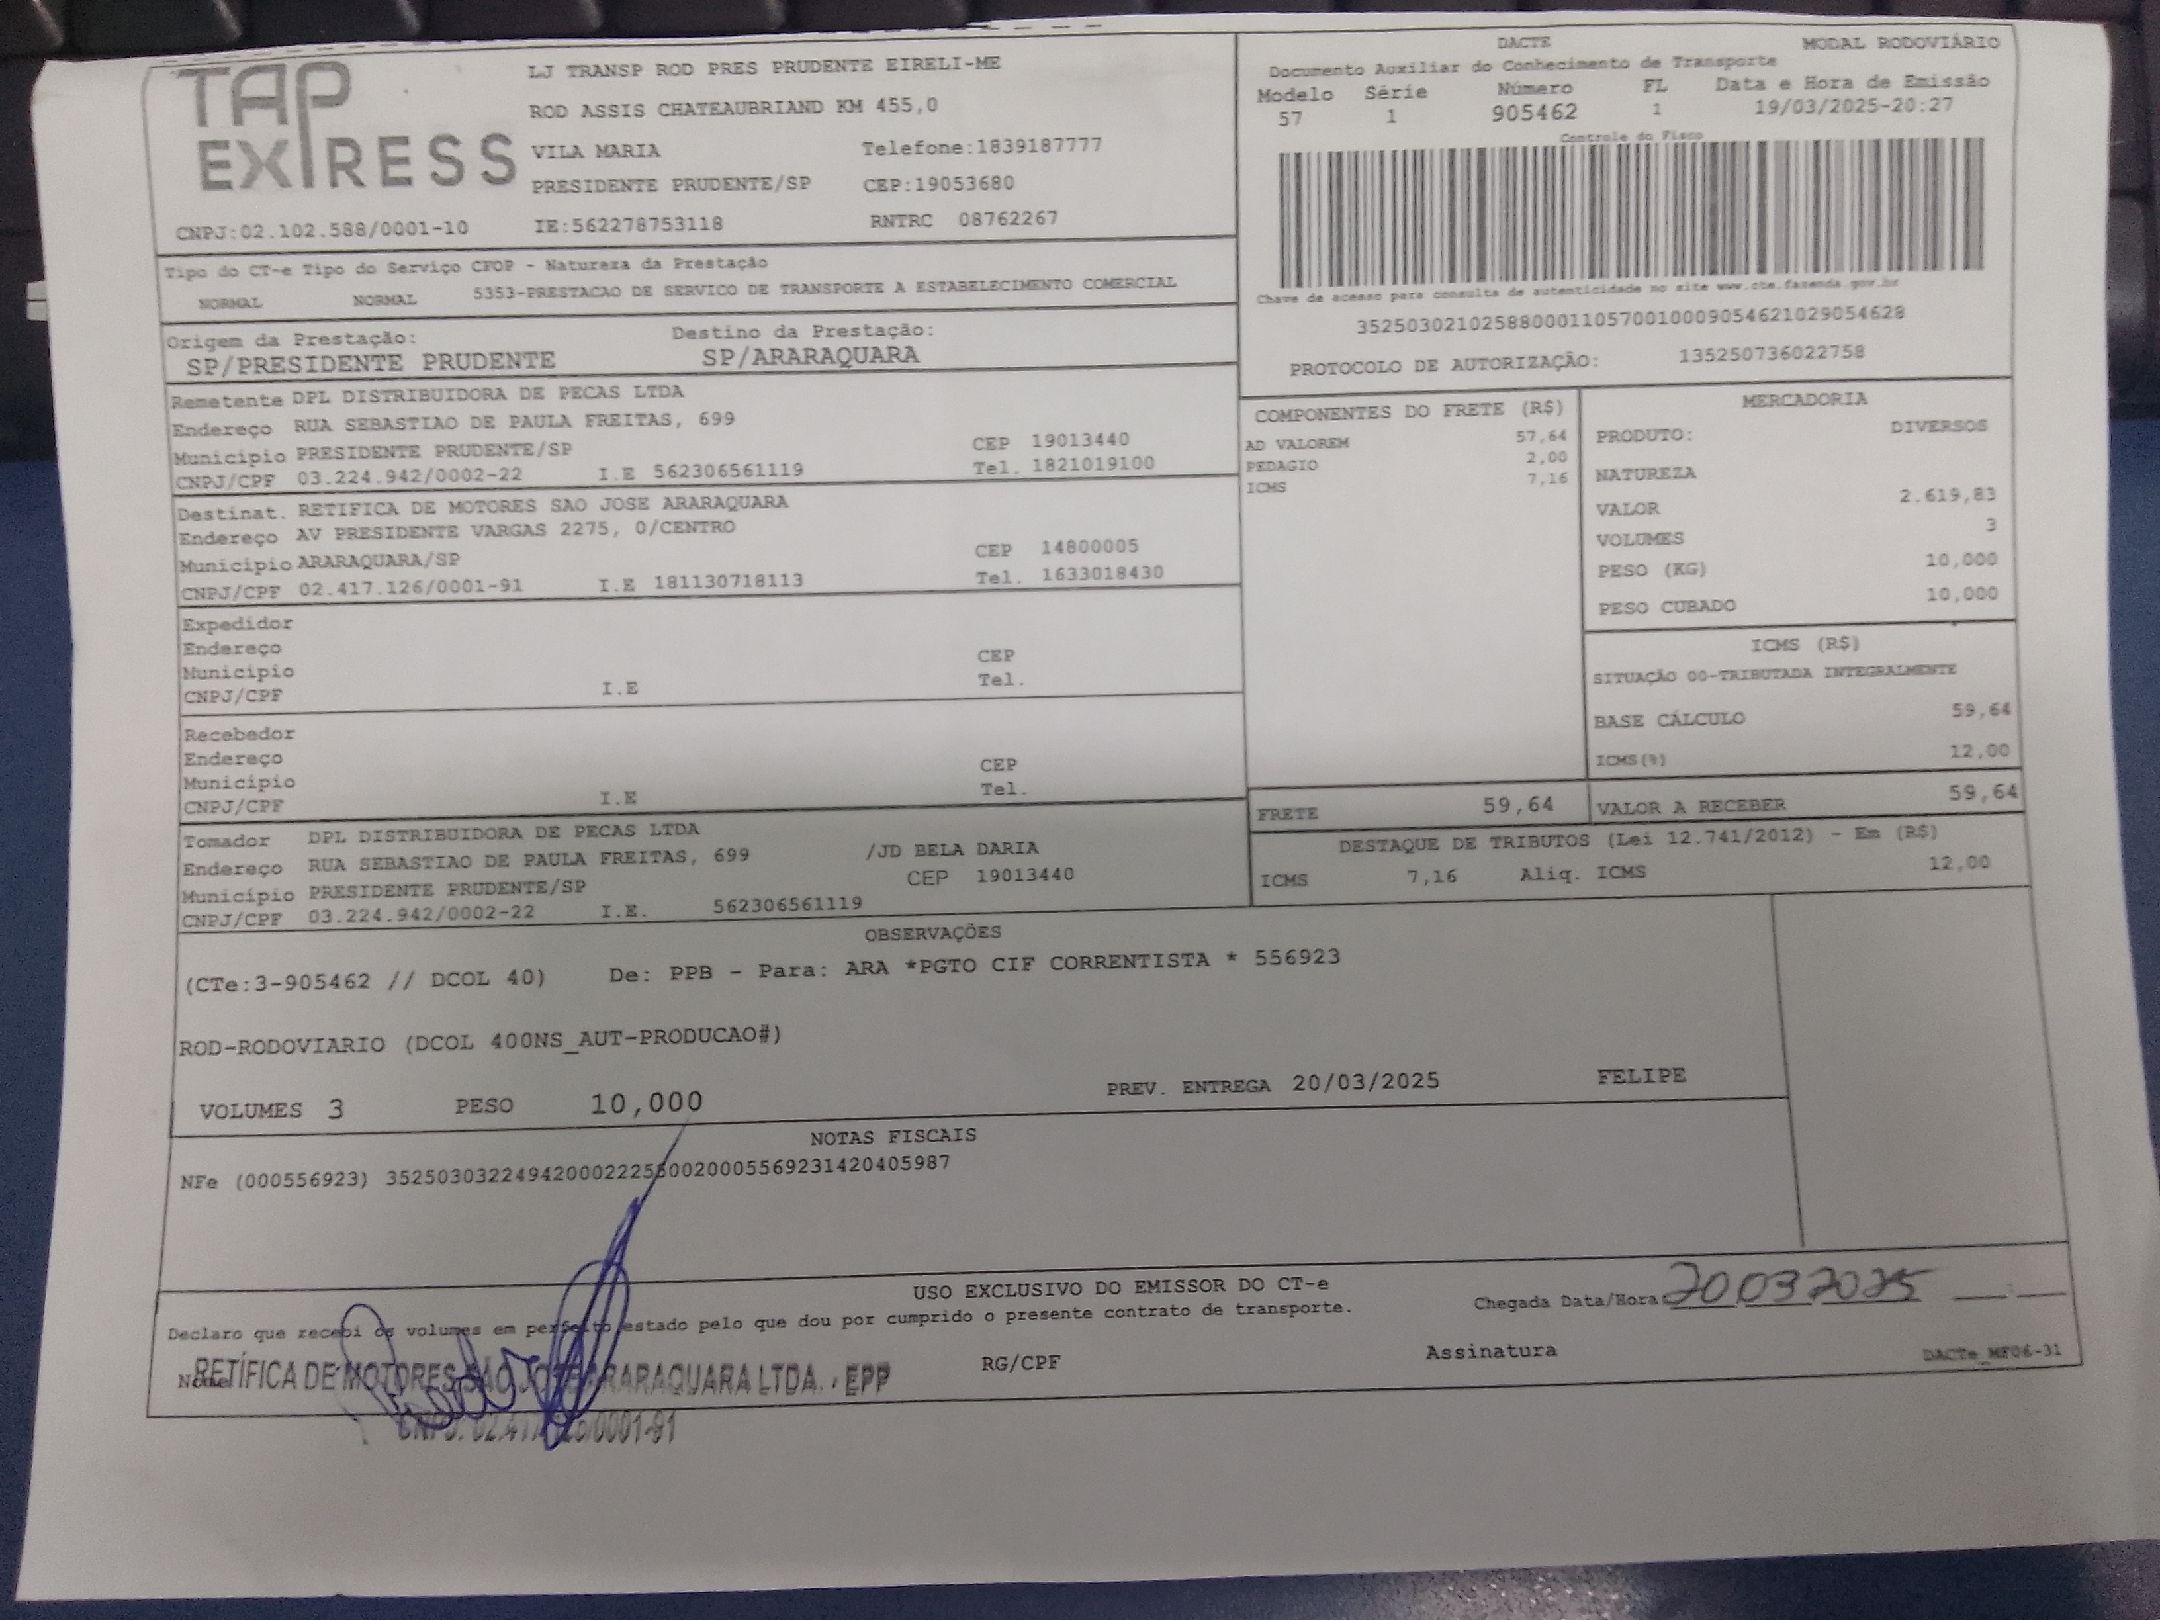 TAP
EXPRESS
LJ TRANSP ROD PRES PRUDENTE EIRELI-ME
ROD ASSIS CHATEAUBRIAND KM 455,0
VILA MARIA Telefone:1839187777
PRESIDENTE PRUDENTE/SP CEP:19053680
CNPJ:02.102.588/0001-10 IE:562278753118 RNTRC 08762267
DACTE MODAL RODOVIÁRIO
Documento Auxiliar do Conhecimento de Transporte
Modelo Série Número FL Data e Hora de Emissão
57 1 905462 1 19/03/2025-20:27
Controle do Fisco
Chave de acesso para consulta de autenticidade no site www.cte.fazenda.gov.br
35250302102588000110570010009054621029054628
PROTOCOLO DE AUTORIZAÇÃO: 135250736022758
Tipo do CT-e Tipo do Serviço CFOP - Natureza da Prestação
NORMAL NORMAL 5353-PRESTACAO DE SERVICO DE TRANSPORTE A ESTABELECIMENTO COMERCIAL
Origem da Prestação: Destino da Prestação:
SP/PRESIDENTE PRUDENTE SP/ARARAQUARA
Remetente DPL DISTRIBUIDORA DE PECAS LTDA
Endereço RUA SEBASTIAO DE PAULA FREITAS, 699
Município PRESIDENTE PRUDENTE/SP CEP 19013440
CNPJ/CPF 03.224.942/0002-22 I.E 562306561119 Tel. 1821019100
Destinat. RETIFICA DE MOTORES SAO JOSE ARARAQUARA
Endereço AV PRESIDENTE VARGAS 2275, 0/CENTRO
Município ARARAQUARA/SP CEP 14800005
CNPJ/CPF 02.417.126/0001-91 I.E 181130718113 Tel. 1633018430
Expedidor
Endereço
Município CEP
CNPJ/CPF I.E Tel.
Recebedor
Endereço
Município CEP
CNPJ/CPF I.E Tel.
Tomador DPL DISTRIBUIDORA DE PECAS LTDA
Endereço RUA SEBASTIAO DE PAULA FREITAS, 699 /JD BELA DARIA
Município PRESIDENTE PRUDENTE/SP CEP 19013440
CNPJ/CPF 03.224.942/0002-22 I.E. 562306561119
COMPONENTES DO FRETE (R$)
AD VALOREM 57,64
PEDAGIO 2,00
ICMS 7,16
FRETE 59,64
MERCADORIA
PRODUTO: DIVERSOS
NATUREZA
VALOR 2.619,83
VOLUMES 3
PESO (KG) 10,000
PESO CUBADO 10,000
ICMS (R$)
SITUAÇÃO 00-TRIBUTADA INTEGRALMENTE
BASE CÁLCULO 59,64
ICMS(%) 12,00
VALOR A RECEBER 59,64
DESTAQUE DE TRIBUTOS (Lei 12.741/2012) - Em (R$)
ICMS 7,16 Aliq. ICMS 12,00
OBSERVAÇÕES
(CTe:3-905462 // DCOL 40) De: PPB - Para: ARA *PGTO CIF CORRENTISTA * 556923
ROD-RODOVIARIO (DCOL 400NS_AUT-PRODUCAO#)
VOLUMES 3 PESO 10,000 PREV. ENTREGA 20/03/2025 FELIPE
NOTAS FISCAIS
NFe (000556923) 35250303224942000222550020005569231420405987
USO EXCLUSIVO DO EMISSOR DO CT-e
Declaro que recebi os volumes em perfeito estado pelo que dou por cumprido o presente contrato de transporte.
Chegada Data/Hora: 20 03 2025
Nome RG/CPF Assinatura DACTe_MF06-31
RETÍFICA DE MOTORES SÃO JOSÉ ARARAQUARA LTDA. - EPP
CNPJ: 02.417.126/0001-91